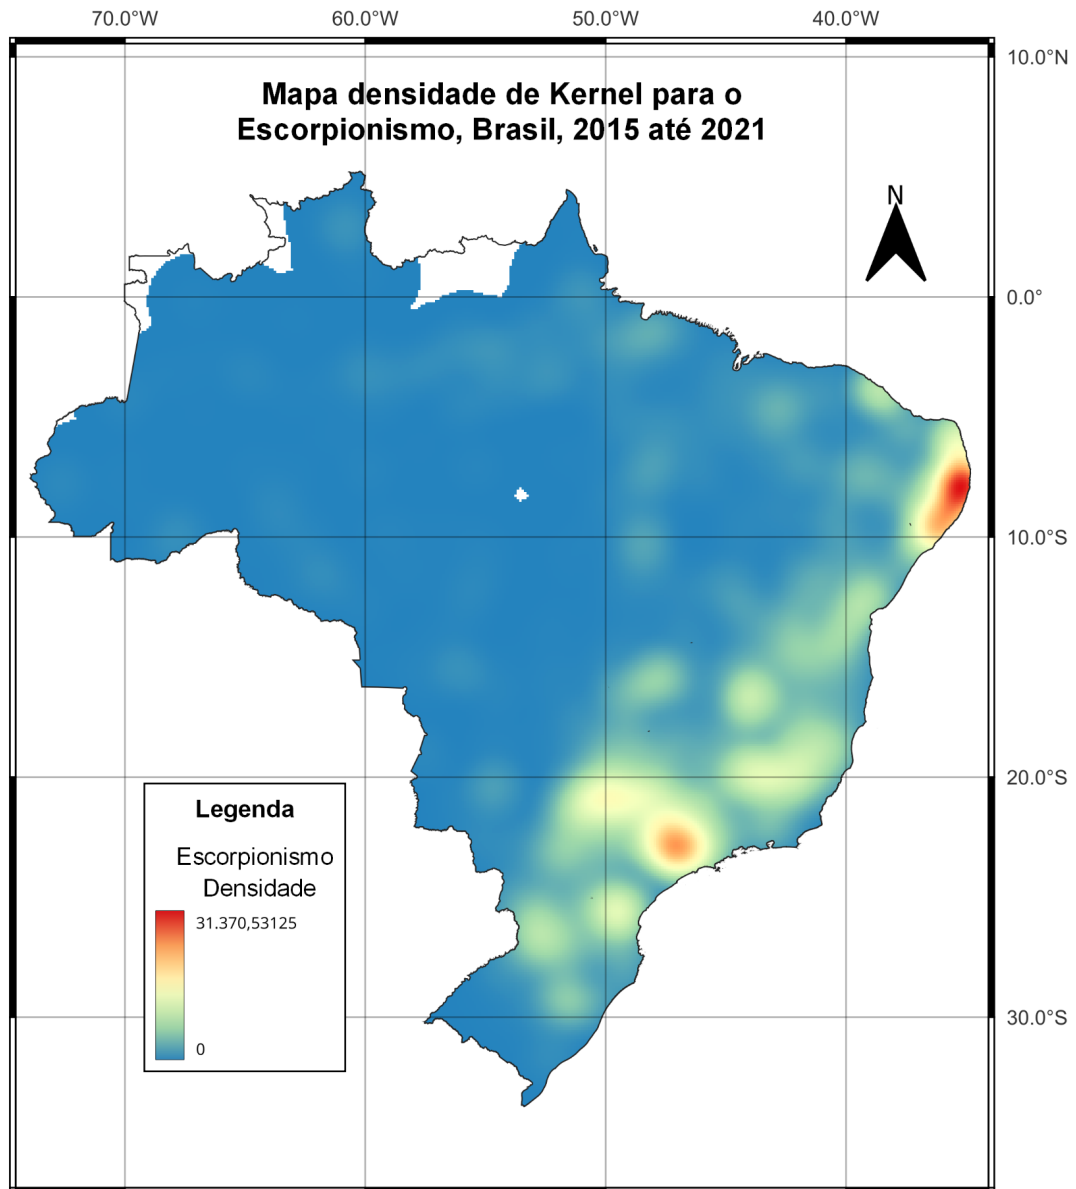 70.0°W 60.0°W 50.0°W 40.0°W
10.0°N
Mapa densidade de Kernel para o
Escorpionismo, Brasil, 2015 até 2021
N
0.0°
10.0°S
20.0°S
Legenda
Escorpionismo
Densidade
31.370,53125
0
30.0°S